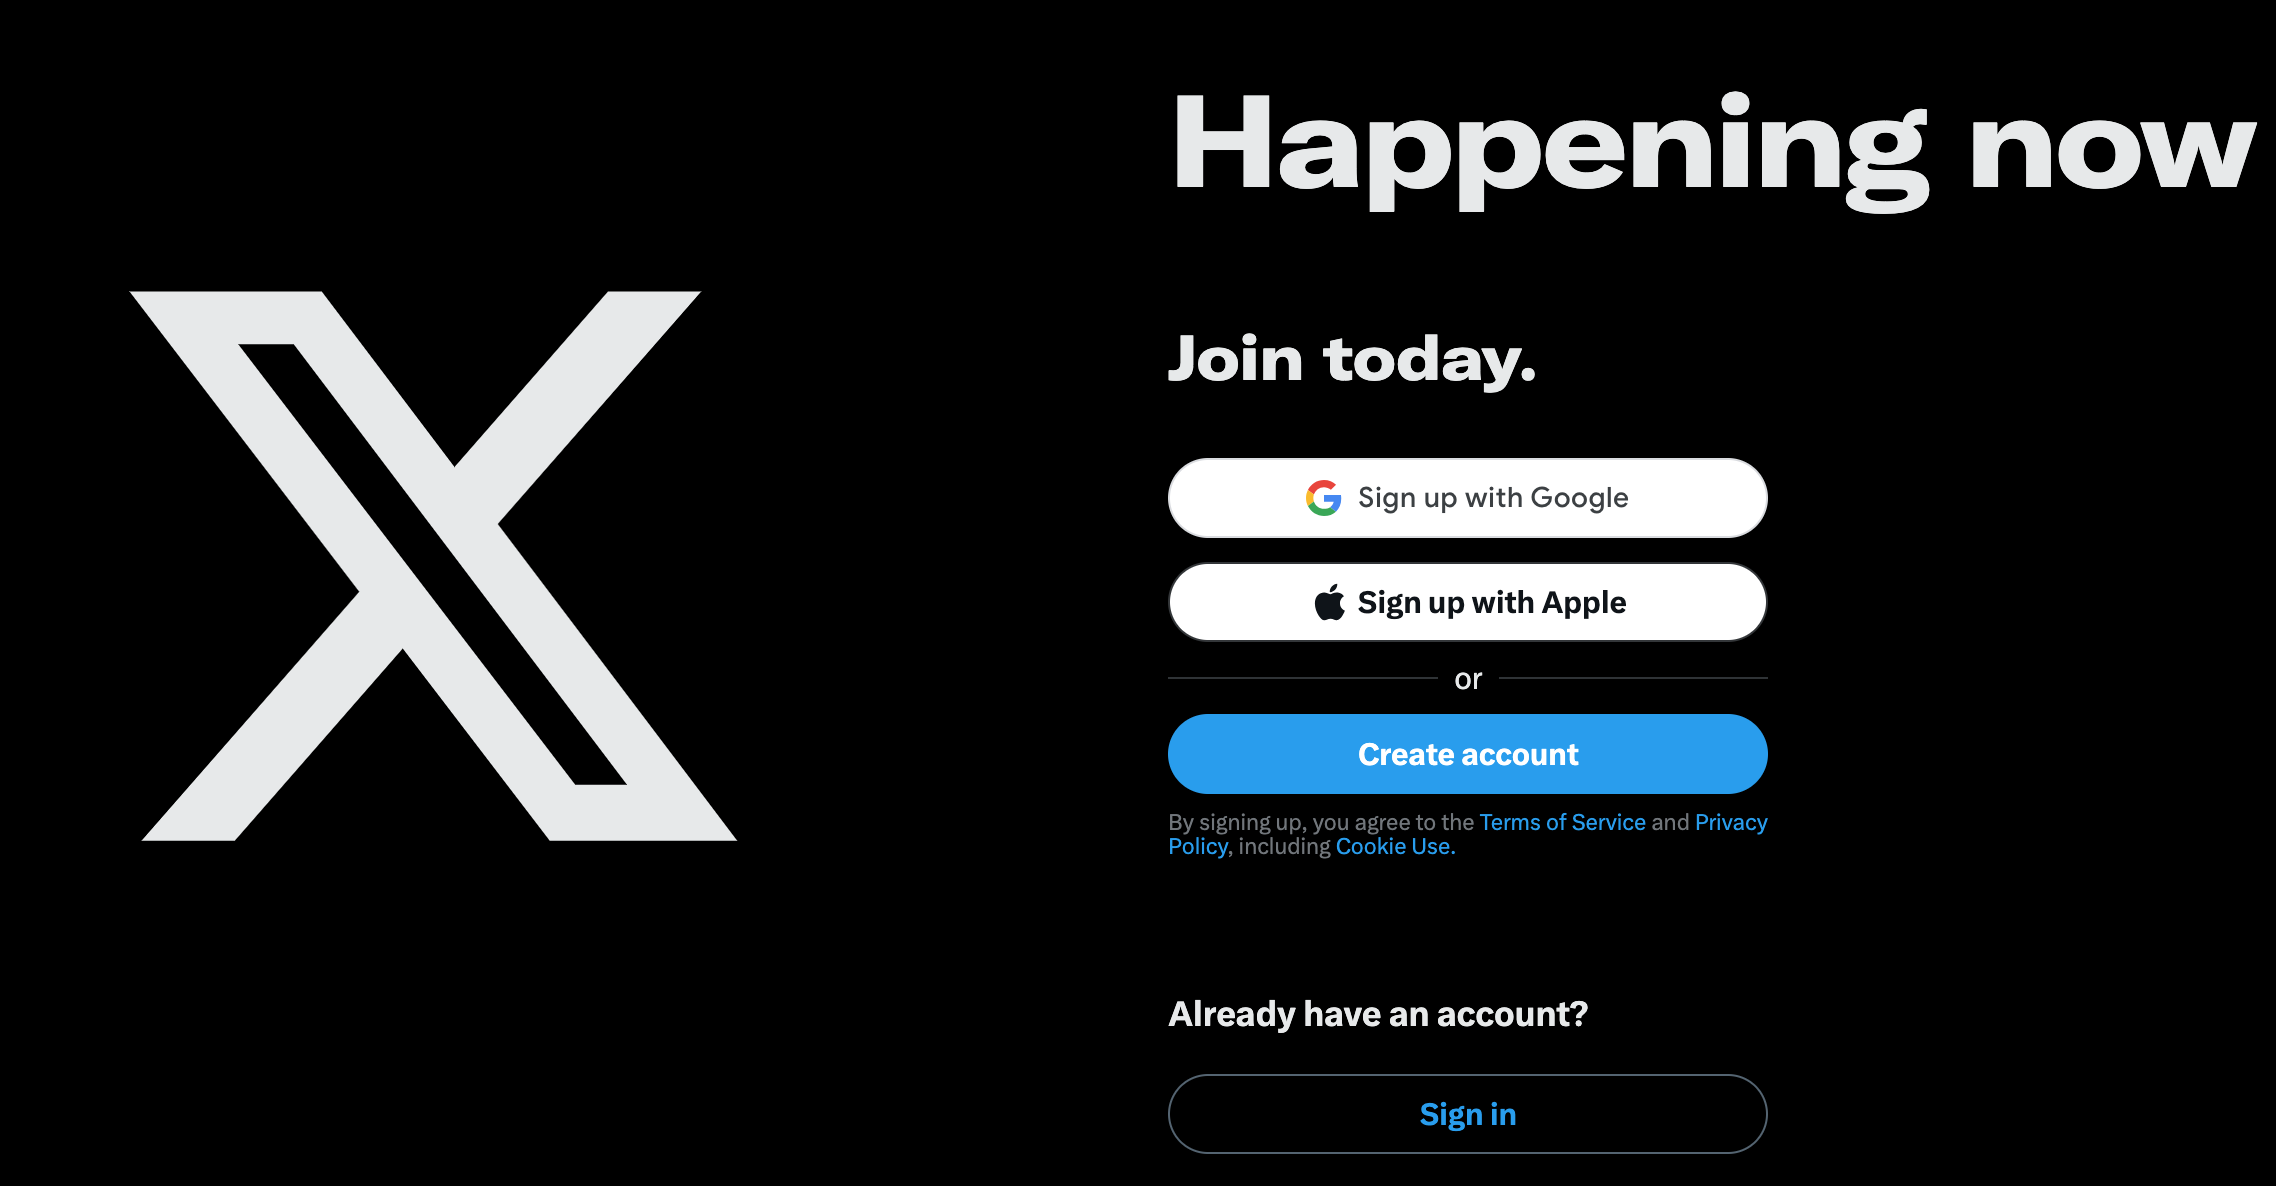 Happening now
Join today.
Sign up with Google
Sign up with Apple
or
Create account
By signing up, you agree to the Terms of Service and Privacy
Policy, including Cookie Use.
Already have an account?
Sign in